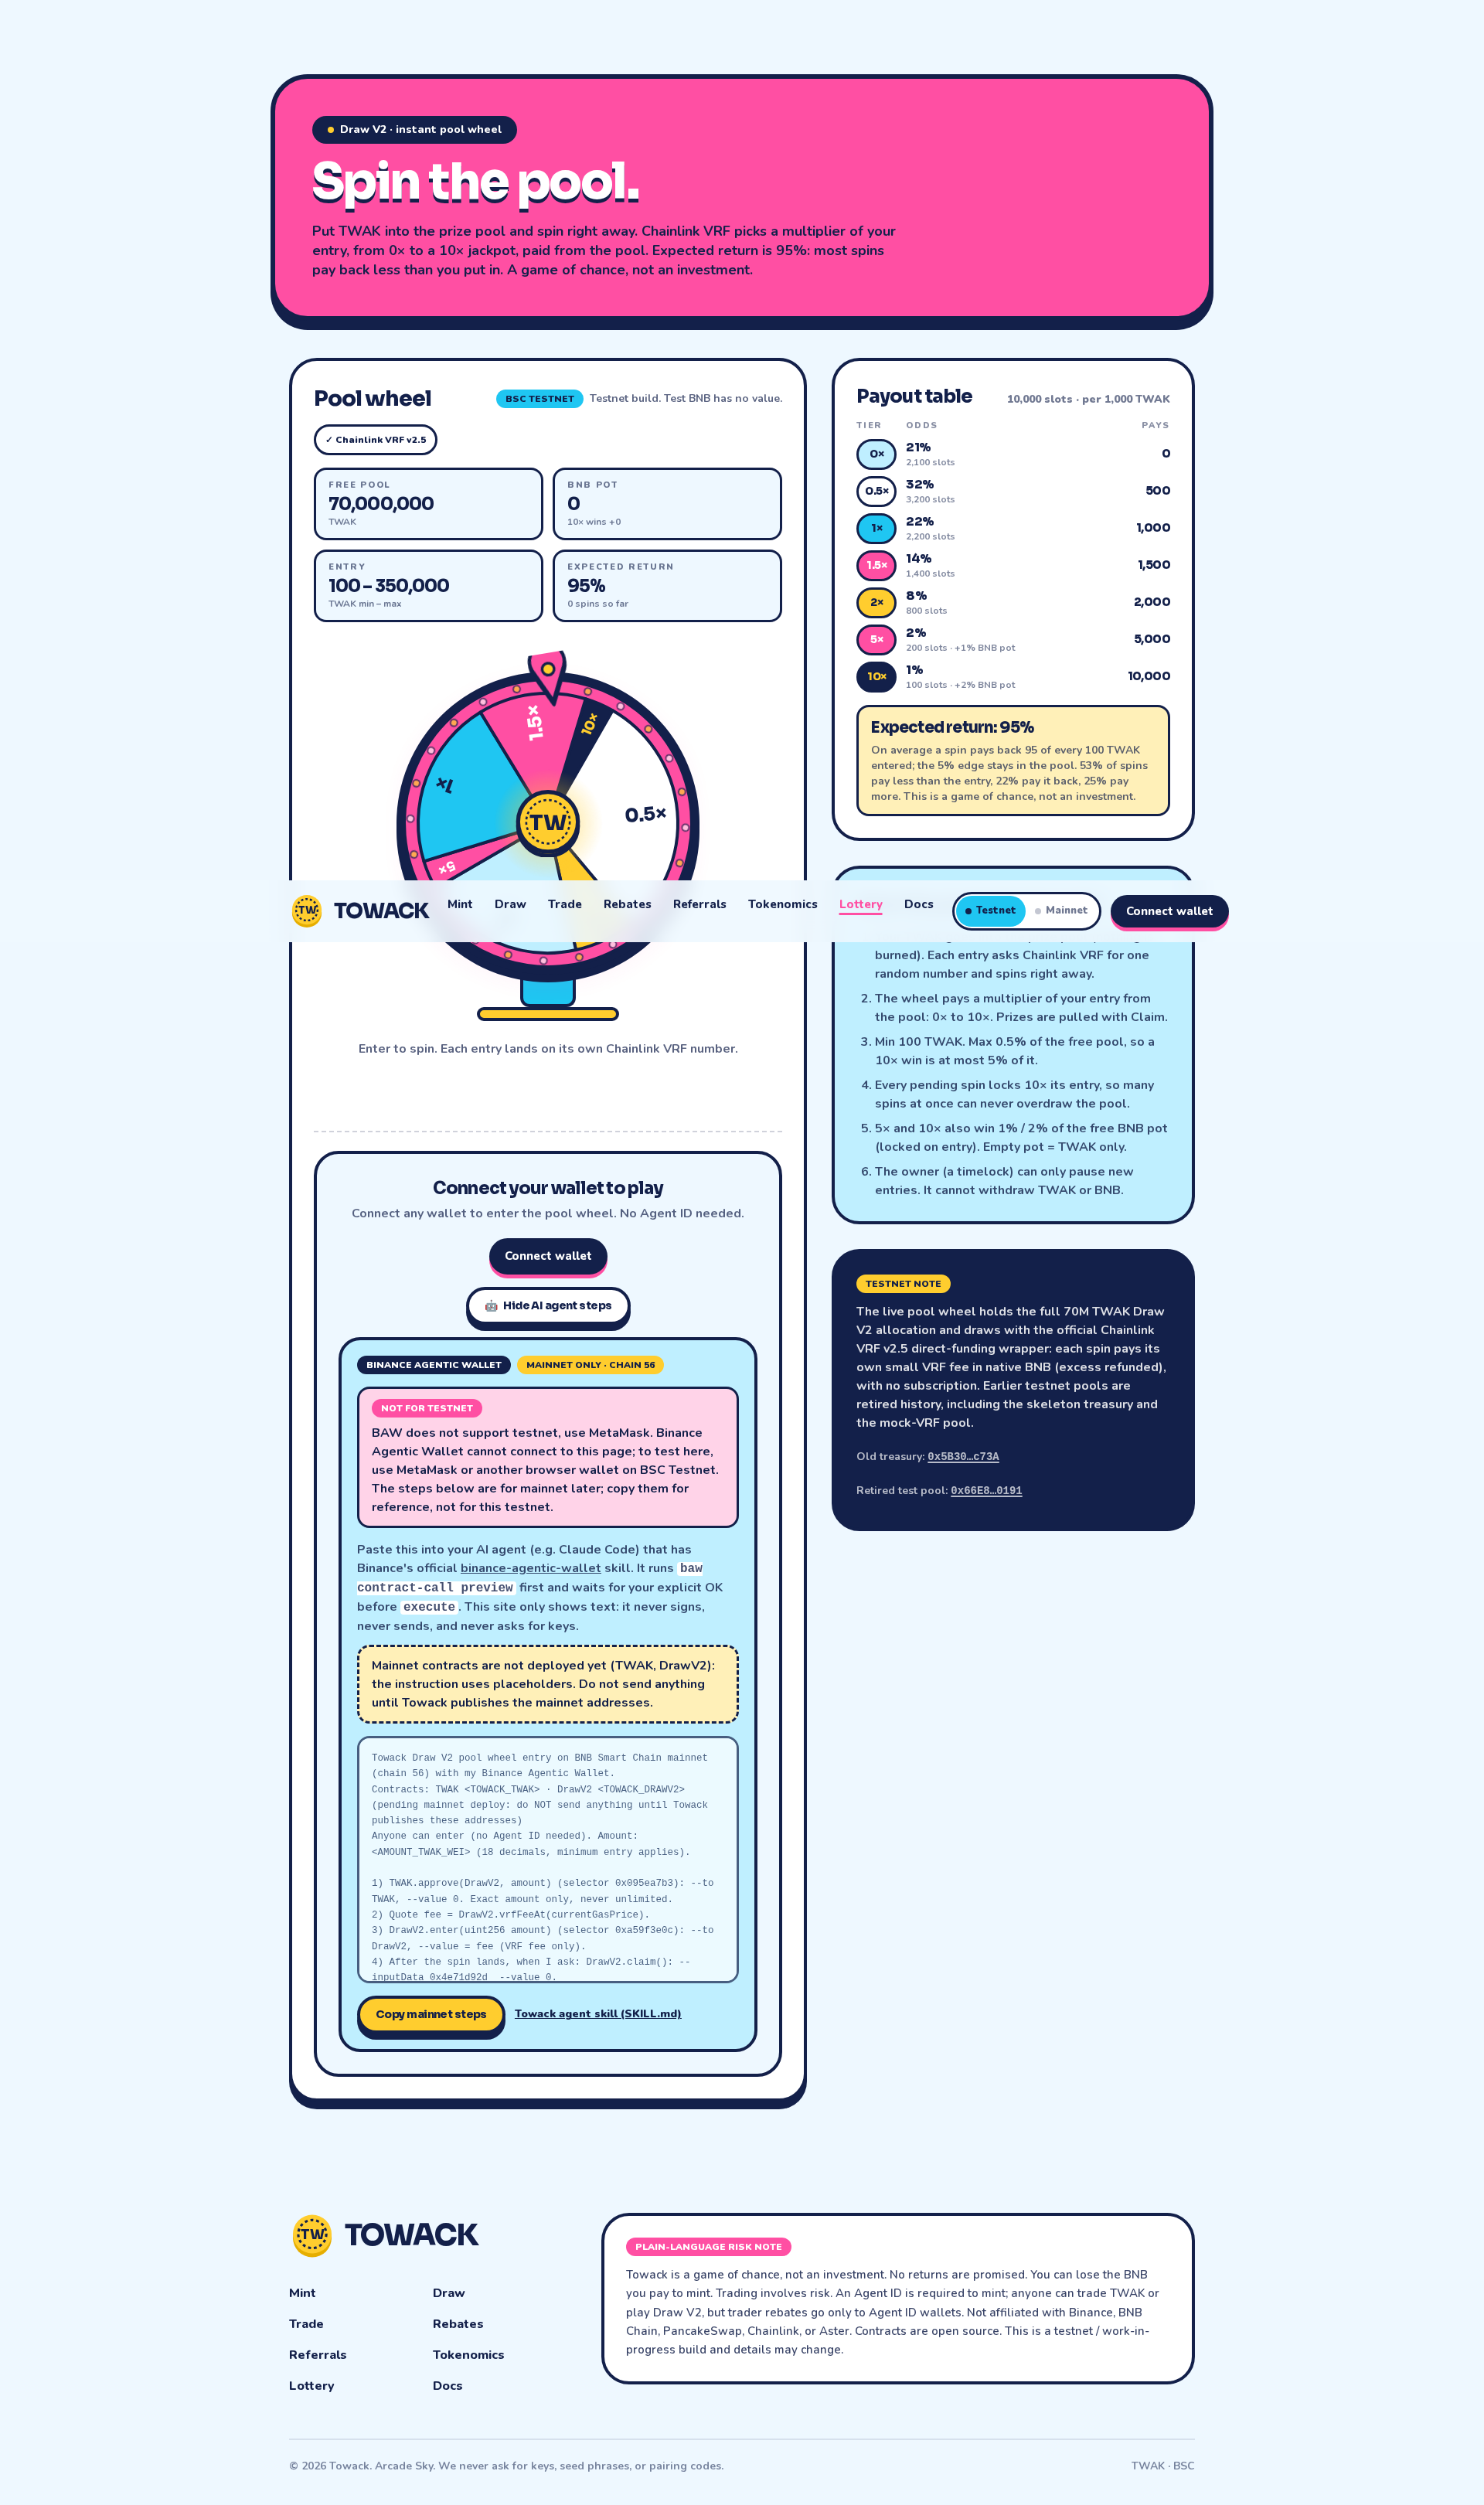 Draw V2 · instant pool wheel
Spin the pool.
Put TWAK into the prize pool and spin right away. Chainlink VRF picks a multiplier of your
entry, from 0× to a 10× jackpot, paid from the pool. Expected return is 95%: most spins
pay back less than you put in. A game of chance, not an investment.
Pool wheel
BSC TESTNET
Testnet build. Test BNB has no value.
✓ Chainlink VRF v2.5
FREE POOL
70,000,000
TWAK
BNB POT
0
10× wins +0
ENTRY
100 – 350,000
TWAK min – max
EXPECTED RETURN
95%
0 spins so far
1.5×
10×
1×
0.5×
5×
TW
Enter to spin. Each entry lands on its own Chainlink VRF number.
Connect your wallet to play
Connect any wallet to enter the pool wheel. No Agent ID needed.
Connect wallet
🤖 Hide AI agent steps
BINANCE AGENTIC WALLET
MAINNET ONLY · CHAIN 56
NOT FOR TESTNET
BAW does not support testnet, use MetaMask. Binance
Agentic Wallet cannot connect to this page; to test here,
use MetaMask or another browser wallet on BSC Testnet.
The steps below are for mainnet later; copy them for
reference, not for this testnet.
Paste this into your AI agent (e.g. Claude Code) that has
Binance's official binance-agentic-wallet skill. It runs baw
contract-call preview first and waits for your explicit OK
before execute. This site only shows text: it never signs,
never sends, and never asks for keys.
Mainnet contracts are not deployed yet (TWAK, DrawV2):
the instruction uses placeholders. Do not send anything
until Towack publishes the mainnet addresses.
Towack Draw V2 pool wheel entry on BNB Smart Chain mainnet
(chain 56) with my Binance Agentic Wallet.
Contracts: TWAK <TOWACK_TWAK> · DrawV2 <TOWACK_DRAWV2>
(pending mainnet deploy: do NOT send anything until Towack
publishes these addresses)
Anyone can enter (no Agent ID needed). Amount:
<AMOUNT_TWAK_WEI> (18 decimals, minimum entry applies).
1) TWAK.approve(DrawV2, amount) (selector 0x095ea7b3): --to
TWAK, --value 0. Exact amount only, never unlimited.
2) Quote fee = DrawV2.vrfFeeAt(currentGasPrice).
3) DrawV2.enter(uint256 amount) (selector 0xa59f3e0c): --to
DrawV2, --value = fee (VRF fee only).
4) After the spin lands, when I ask: DrawV2.claim(): --
inputData 0x4e71d92d --value 0.
Copy mainnet steps
Towack agent skill (SKILL.md)
Payout table
10,000 slots · per 1,000 TWAK
TIER ODDS PAYS
0× 21% 0
2,100 slots
0.5× 32% 500
3,200 slots
1× 22% 1,000
2,200 slots
1.5× 14% 1,500
1,400 slots
2× 8% 2,000
800 slots
5× 2% 5,000
200 slots · +1% BNB pot
10× 1% 10,000
100 slots · +2% BNB pot
Expected return: 95%
On average a spin pays back 95 of every 100 TWAK
entered; the 5% edge stays in the pool. 53% of spins
pay less than the entry, 22% pay it back, 25% pay
more. This is a game of chance, not an investment.
TW TOWACK Mint Draw Trade Rebates Referrals Tokenomics Lottery Docs Testnet Mainnet Connect wallet
burned). Each entry asks Chainlink VRF for one
random number and spins right away.
2. The wheel pays a multiplier of your entry from
the pool: 0× to 10×. Prizes are pulled with Claim.
3. Min 100 TWAK. Max 0.5% of the free pool, so a
10× win is at most 5% of it.
4. Every pending spin locks 10× its entry, so many
spins at once can never overdraw the pool.
5. 5× and 10× also win 1% / 2% of the free BNB pot
(locked on entry). Empty pot = TWAK only.
6. The owner (a timelock) can only pause new
entries. It cannot withdraw TWAK or BNB.
TESTNET NOTE
The live pool wheel holds the full 70M TWAK Draw
V2 allocation and draws with the official Chainlink
VRF v2.5 direct-funding wrapper: each spin pays its
own small VRF fee in native BNB (excess refunded),
with no subscription. Earlier testnet pools are
retired history, including the skeleton treasury and
the mock-VRF pool.
Old treasury: 0x5B30…c73A
Retired test pool: 0x66E8…0191
TW TOWACK
Mint Draw
Trade Rebates
Referrals Tokenomics
Lottery Docs
PLAIN-LANGUAGE RISK NOTE
Towack is a game of chance, not an investment. No returns are promised. You can lose the BNB
you pay to mint. Trading involves risk. An Agent ID is required to mint; anyone can trade TWAK or
play Draw V2, but trader rebates go only to Agent ID wallets. Not affiliated with Binance, BNB
Chain, PancakeSwap, Chainlink, or Aster. Contracts are open source. This is a testnet / work-in-
progress build and details may change.
© 2026 Towack. Arcade Sky. We never ask for keys, seed phrases, or pairing codes.
TWAK · BSC